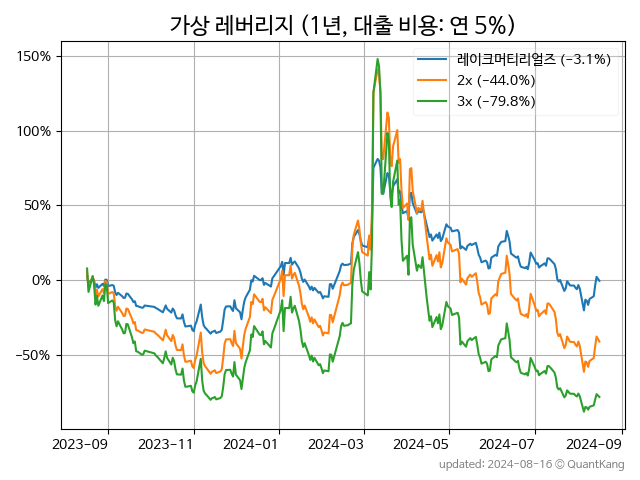 가상 레버리지 (1년, 대출 비용: 연 5%)
150%
100%
50%
0%
−50%
레이크머티리얼즈 (−3.1%)
2x (−44.0%)
3x (−79.8%)
2023-09
2023-11
2024-01
2024-03
2024-05
2024-07
2024-09
updated: 2024-08-16 © QuantKang